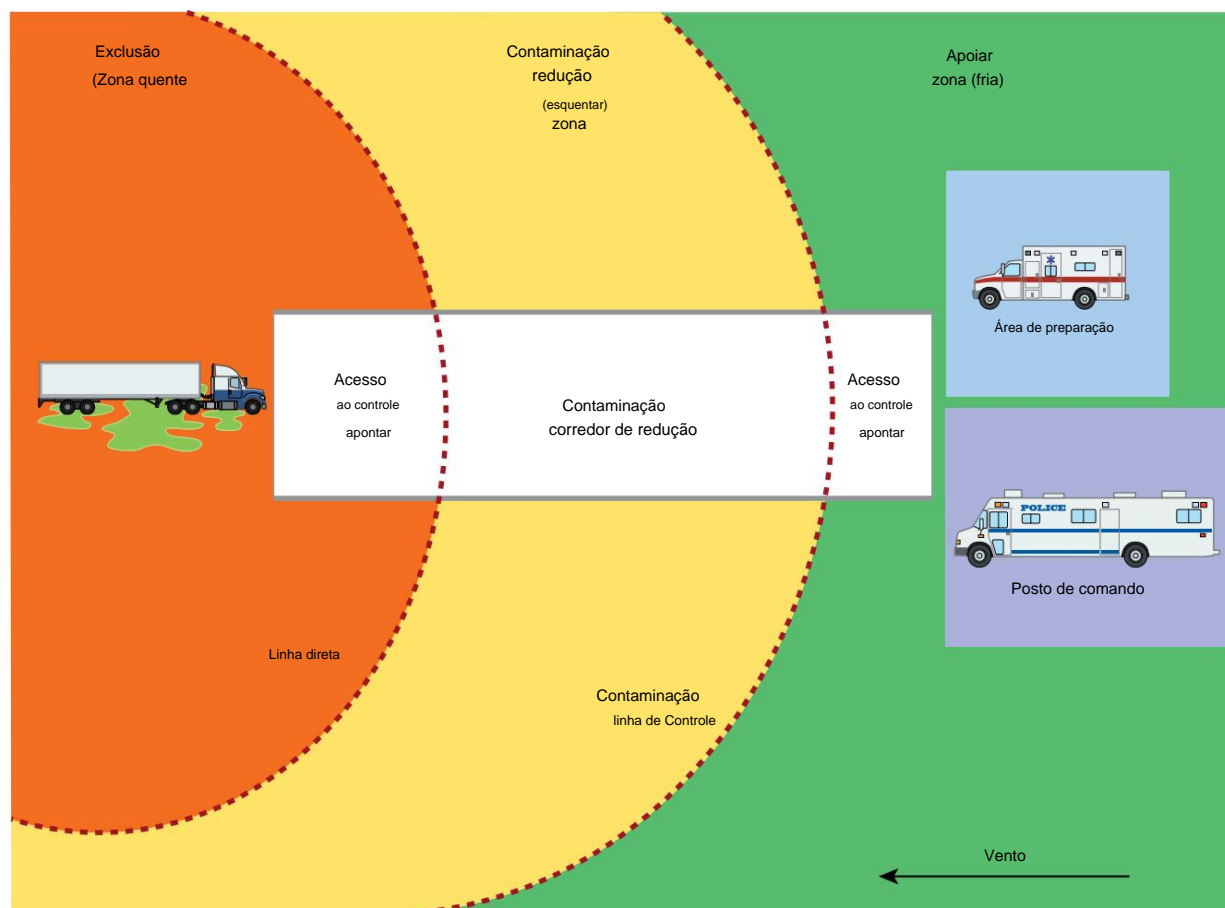 Exclusão
(Zona quente
Contaminação
redução
(esquentar)
zona
Apoiar
zona (fria)
Área de preparação
Acesso
ao controle
apontar
Contaminação
corredor de redução
Acesso
ao controle
apontar
POLICE
Posto de comando
Linha direta
Contaminação
linha de Controle
Vento